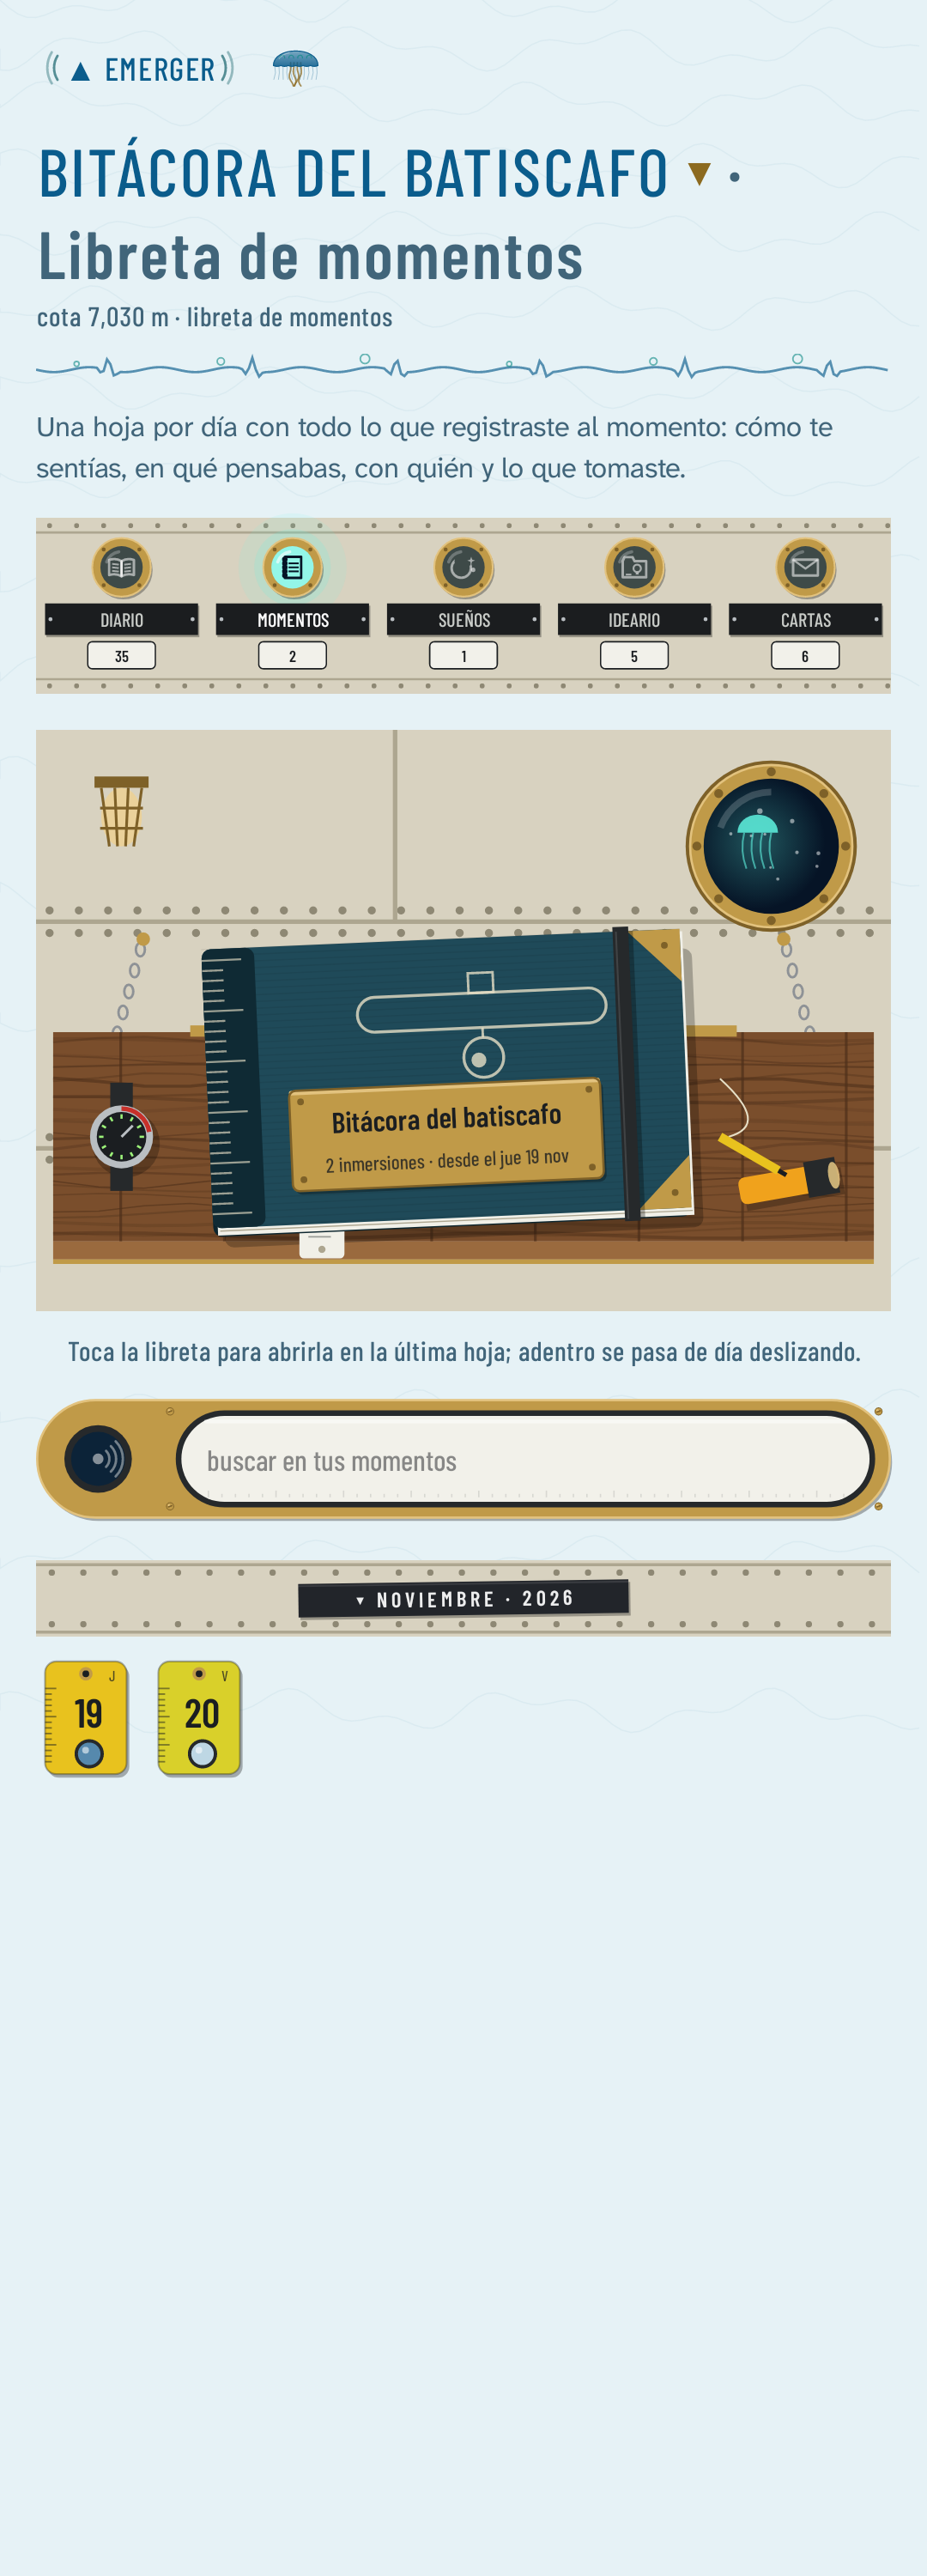 ▲ EMERGER
BITÁCORA DEL BATISCAFO ▼ •
Libreta de momentos
cota 7,030 m · libreta de momentos
Una hoja por día con todo lo que registraste al momento: cómo te
sentías, en qué pensabas, con quién y lo que tomaste.
DIARIO
35
MOMENTOS
2
SUEÑOS
1
IDEARIO
5
CARTAS
6
Bitácora del batiscafo
2 inmersiones · desde el jue 19 nov
Toca la libreta para abrirla en la última hoja; adentro se pasa de día deslizando.
buscar en tus momentos
▼ NOVIEMBRE · 2026
J
19
V
20